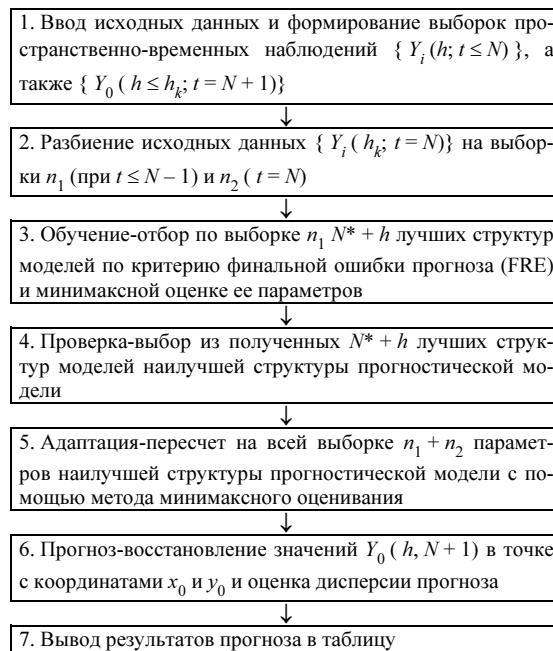 1. Ввод исходных данных и формирование выборок про-
странственно-временных наблюдений { Y_i (h; t ≤ N) }, а
также { Y_0 ( h ≤ h_k; t = N + 1)}
↓
2. Разбиение исходных данных { Y_i ( h_k; t = N)} на выбор-
ки n_1 (при t ≤ N – 1) и n_2 ( t = N)
↓
3. Обучение-отбор по выборке n_1 N* + h лучших структур
моделей по критерию финальной ошибки прогноза (FRE)
и минимаксной оценке ее параметров
↓
4. Проверка-выбор из полученных N* + h лучших струк-
тур моделей наилучшей структуры прогностической мо-
дели
↓
5. Адаптация-пересчет на всей выборке n_1 + n_2 парамет-
ров наилучшей структуры прогностической модели с по-
мощью метода минимаксного оценивания
↓
6. Прогноз-восстановление значений Y_0 ( h, N + 1) в точке
с координатами x_0 и y_0 и оценка дисперсии прогноза
↓
7. Вывод результатов прогноза в таблицу